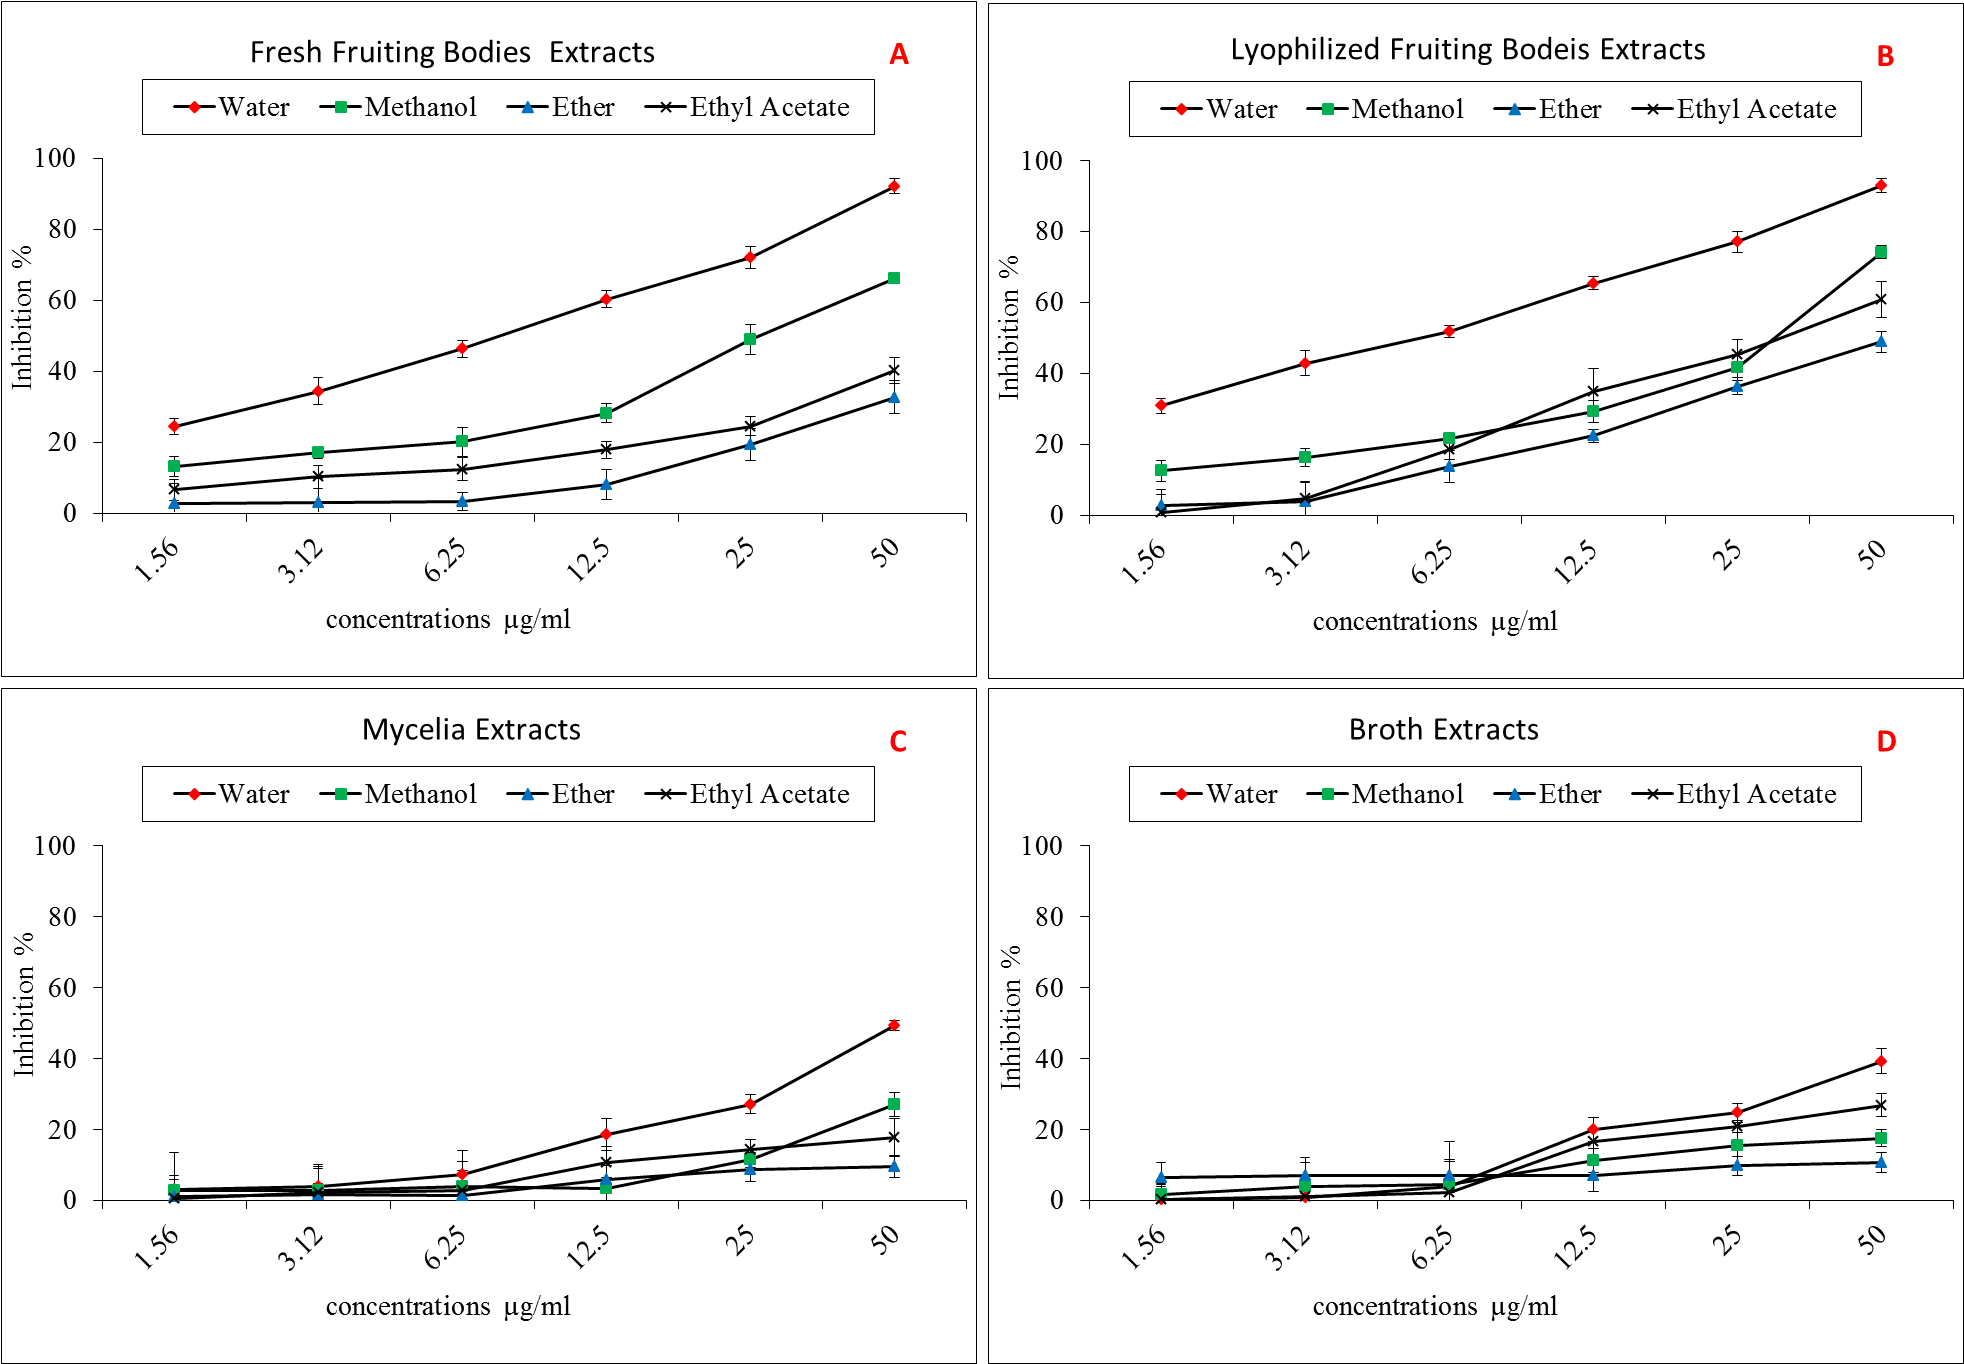 Fresh Fruiting Bodies Extracts
A
Water Methanol Ether Ethyl Acetate
100
80
60
40
20
0
Inhibition %
1.56 3.12 6.25 12.5 25 50
concentrations µg/ml
Lyophilized Fruiting Bodeis Extracts
B
Water Methanol Ether Ethyl Acetate
100
80
60
40
20
0
Inhibition %
1.56 3.12 6.25 12.5 25 50
concentrations µg/ml
Mycelia Extracts
C
Water Methanol Ether Ethyl Acetate
100
80
60
40
20
0
Inhibition %
1.56 3.12 6.25 12.5 25 50
concentrations µg/ml
Broth Extracts
D
Water Methanol Ether Ethyl Acetate
100
80
60
40
20
0
Inhibition %
1.56 3.12 6.25 12.5 25 50
concentrations µg/ml